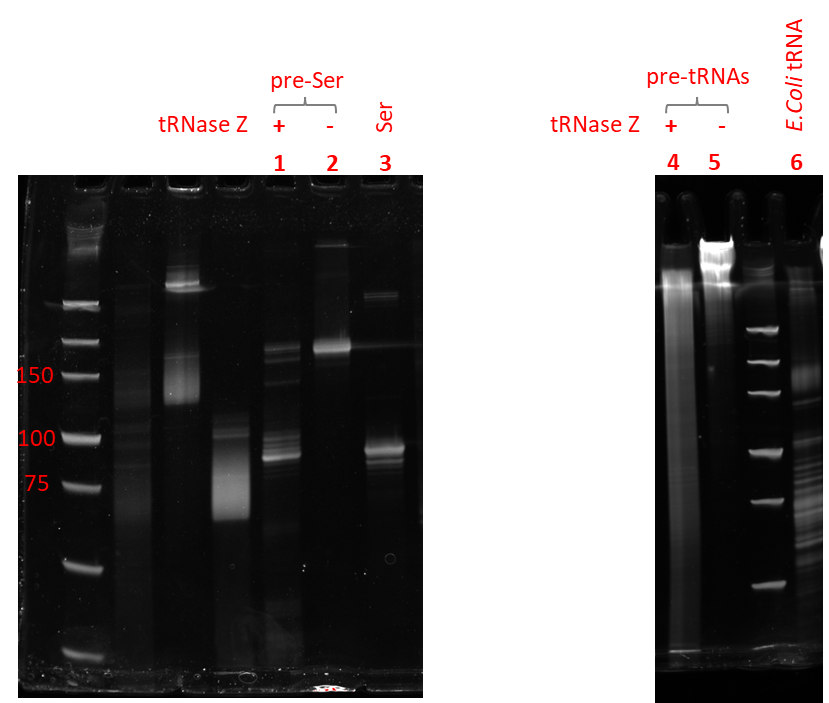 pre-Ser
tRNase Z
+
-
Ser
1
2
3
150
100
75
pre-tRNAs
tRNase Z
+
-
E.Coli tRNA
4
5
6